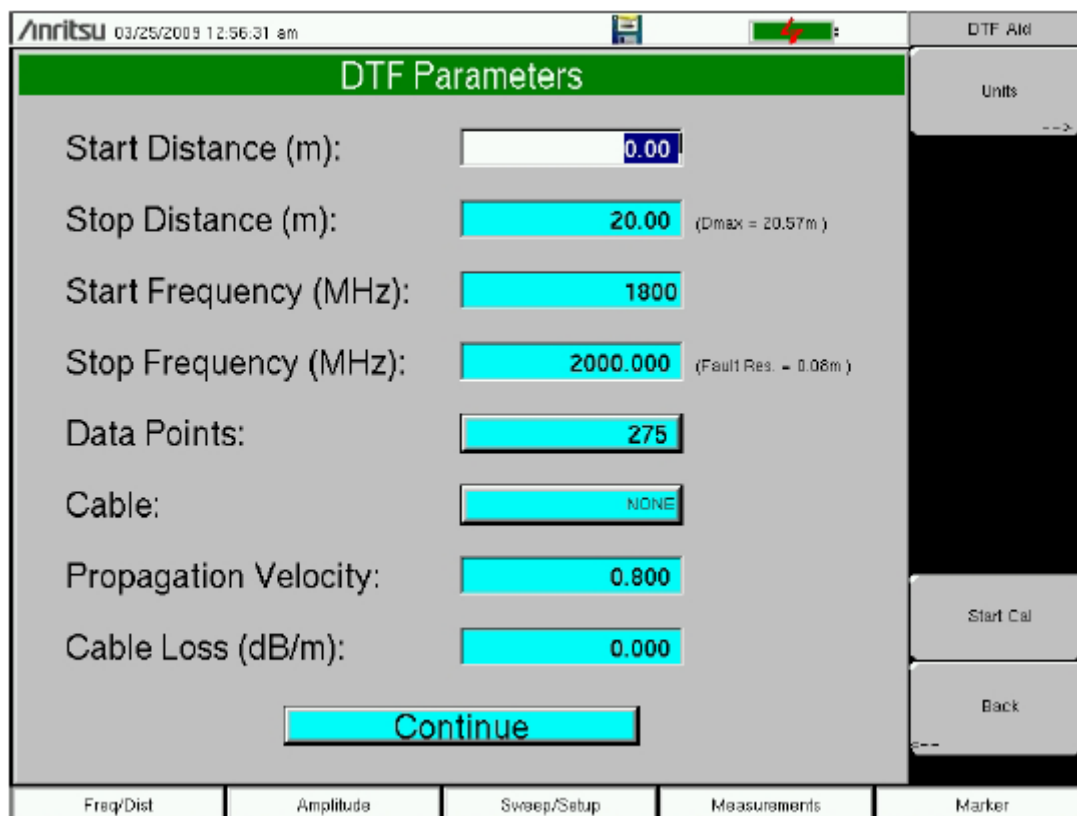 /Inritsu 03/25/2009 12:56:31 am
DTF Aid
DTF Parameters
Units
-->
Start Distance (m): 0.00
Stop Distance (m): 20.00 (Dmax = 20.57m )
Start Frequency (MHz): 1800
Stop Frequency (MHz): 2000.000 (Fault Res. = 0.08m )
Data Points: 275
Cable: NONE
Propagation Velocity: 0.800
Start Cal
Cable Loss (dB/m): 0.000
Back
<--
Continue
Freq/Dist Amplitude Sweep/Setup Measurements Marker